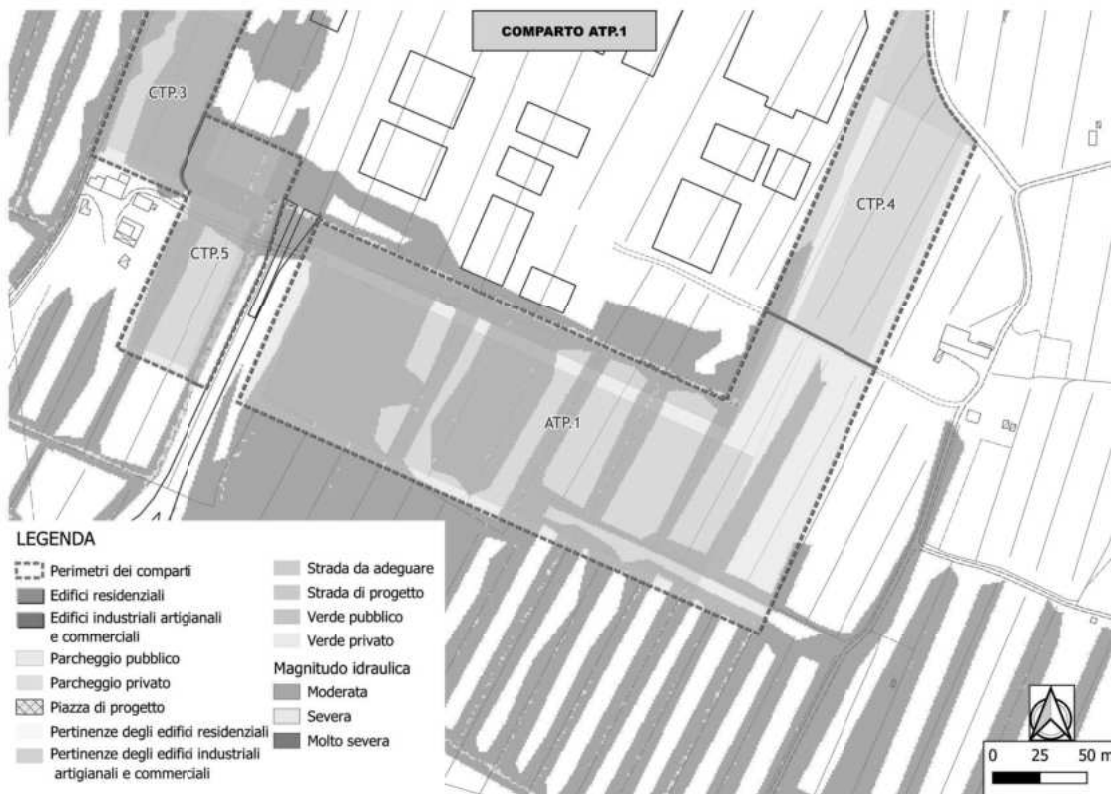 COMPARTO ATP.1
CTP.3
CTP.4
CTP.5
ATP.1
LEGENDA
Perimetri dei comparti
Edifici residenziali
Edifici industriali artigianali
e commerciali
Parcheggio pubblico
Parcheggio privato
Piazza di progetto
Pertinenze degli edifici residenziali
Pertinenze degli edifici industriali
artigianali e commerciali
Strada da adeguare
Strada di progetto
Verde pubblico
Verde privato
Magnitudo idraulica
Moderata
Severa
Molto severa
0 25 50 m